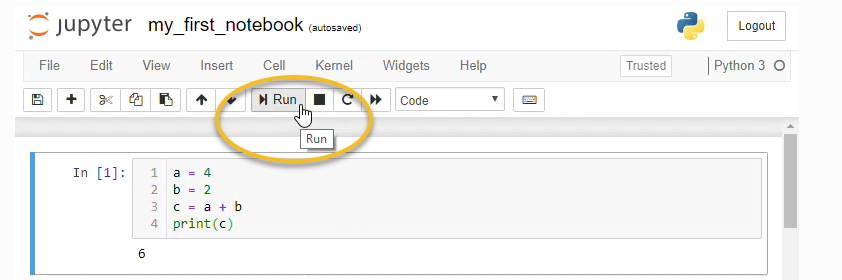 jupyter my_first_notebook (autosaved) Logout
File Edit View Insert Cell Kernel Widgets Help Trusted Python 3
Run Code
Run
In [1]: 1 a = 4
2 b = 2
3 c = a + b
4 print(c)
6